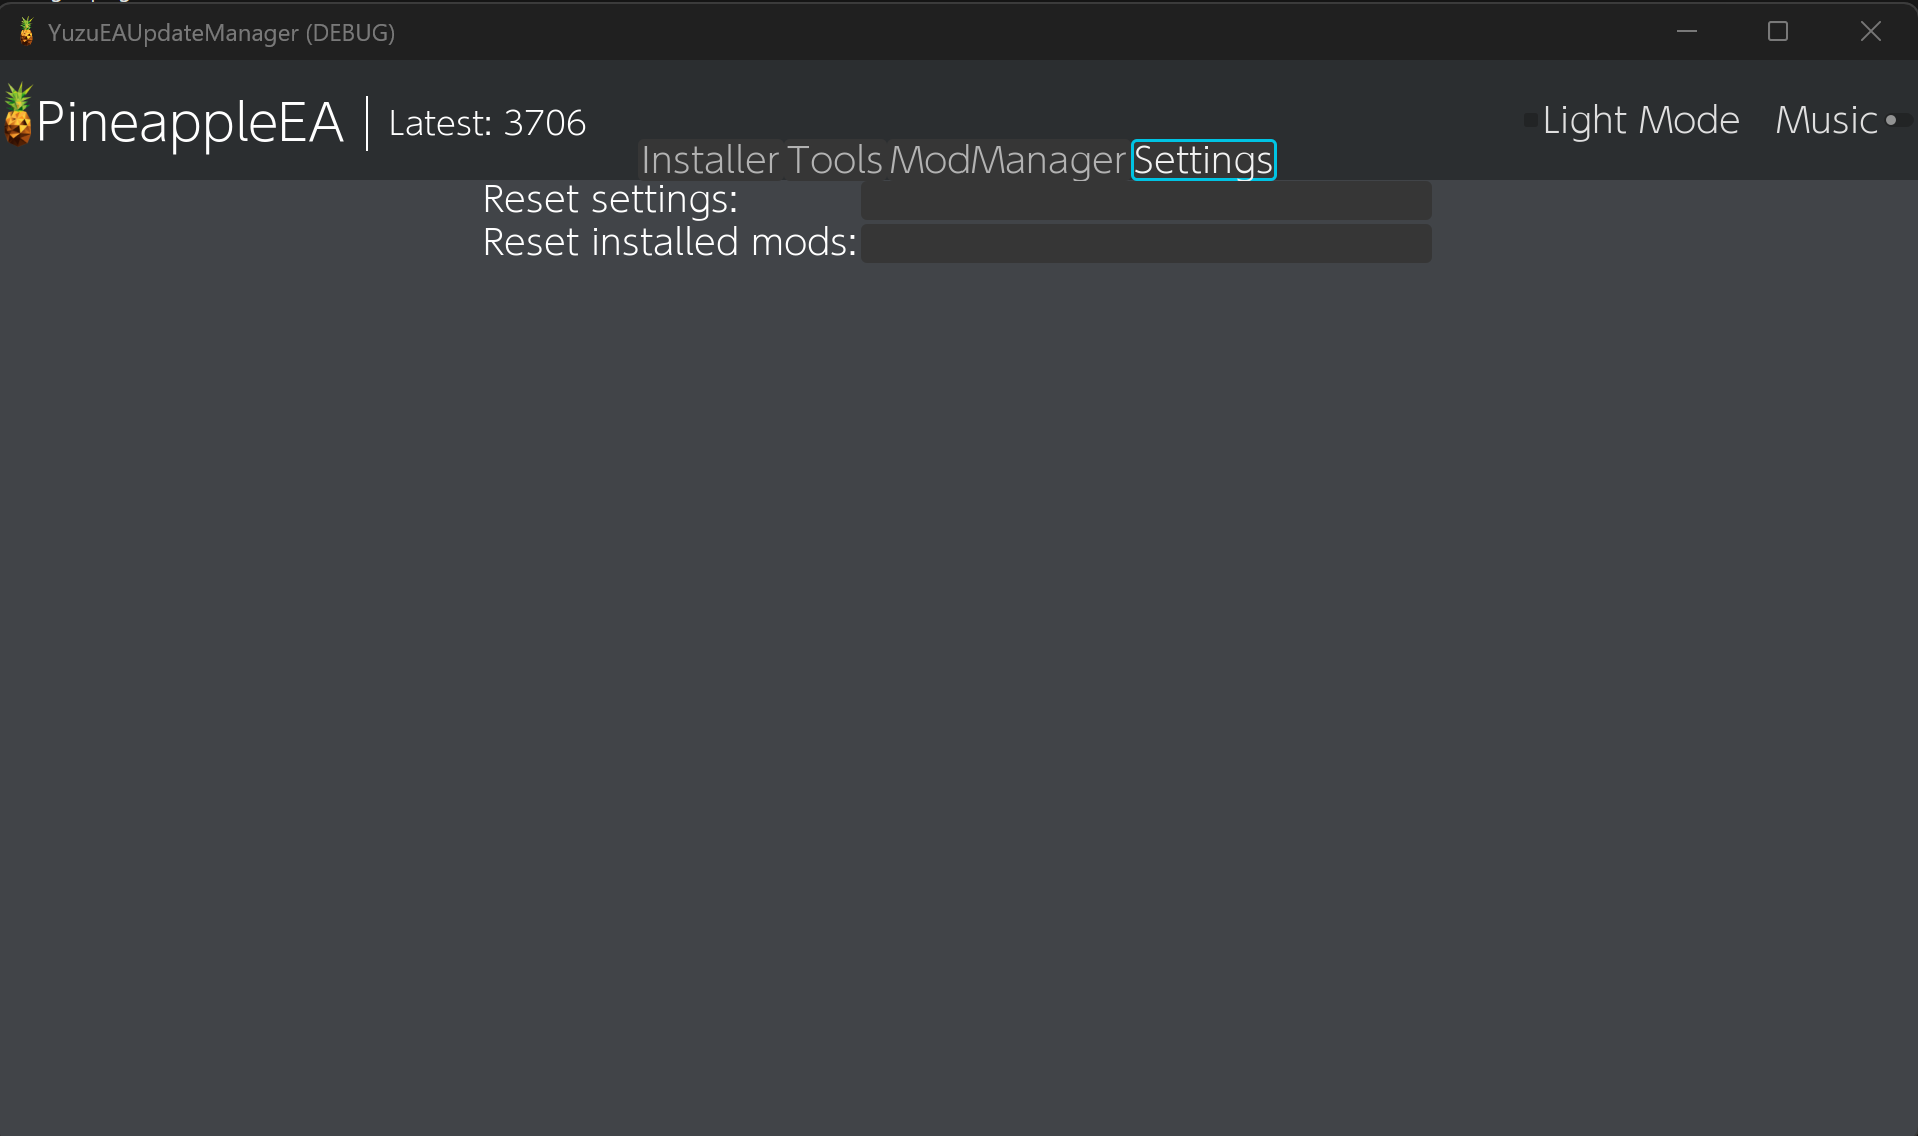 YuzuEAUpdateManager (DEBUG)
PineappleEA | Latest: 3706
Light Mode Music
Installer Tools ModManager Settings
Reset settings:
Reset installed mods: